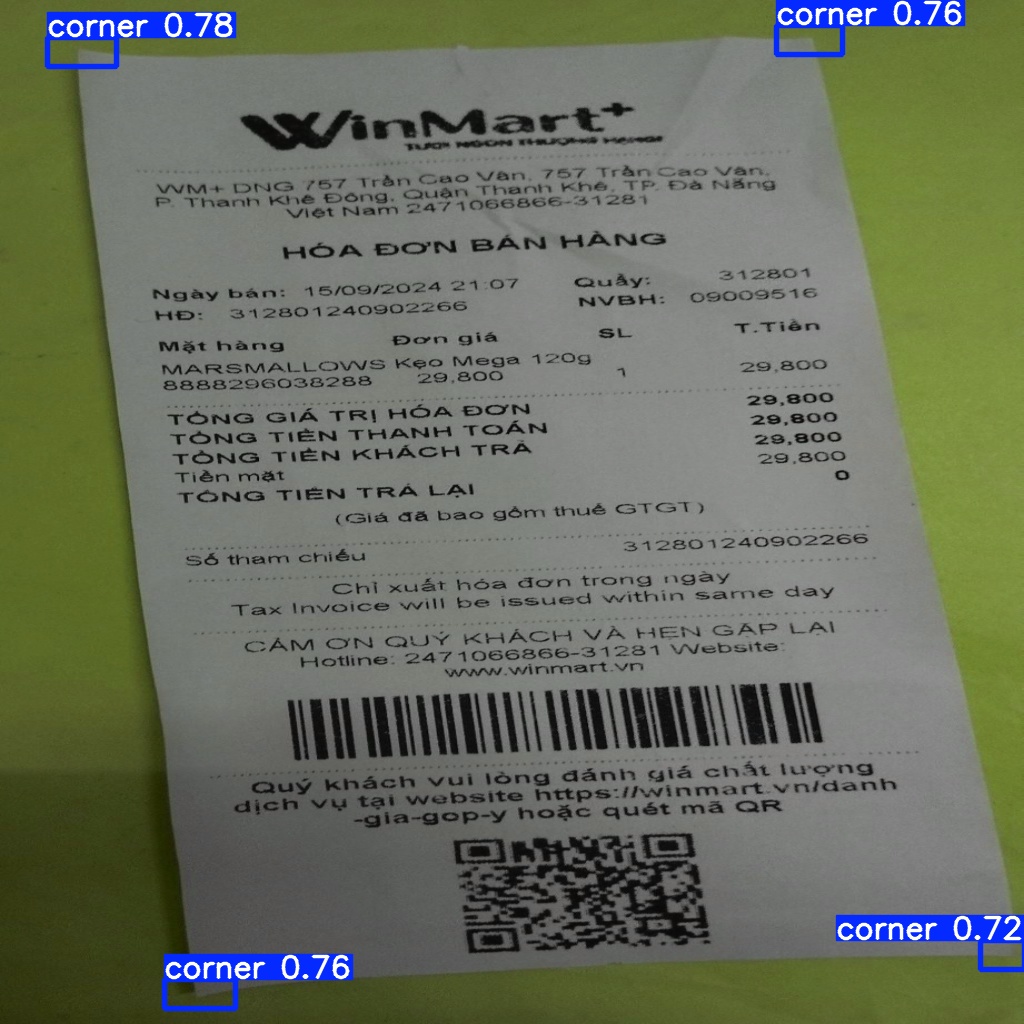 corner 0.78
corner 0.76
WinMart+
TƯƠI NGON THƯỢNG HẠNG!
WM+ DNG 757 Trần Cao Vân, 757 Trần Cao Vân,
P. Thanh Khê Đông, Quận Thanh Khê, TP. Đà Nẵng
Việt Nam 2471066866-31281
HÓA ĐƠN BÁN HÀNG
Ngày bán: 15/09/2024 21:07 Quầy: 312801
HĐ: 312801240902266 NVBH: 09009516
Mặt hàng Đơn giá SL T.Tiền
MARSMALLOWS Kẹo Mega 120g
8888296038288 29,800 1 29,800
TỔNG GIÁ TRỊ HÓA ĐƠN 29,800
TỔNG TIỀN THANH TOÁN 29,800
TỔNG TIỀN KHÁCH TRẢ 29,800
Tiền mặt 29,800
TỔNG TIỀN TRẢ LẠI 0
(Giá đã bao gồm thuế GTGT)
Số tham chiếu 312801240902266
Chỉ xuất hóa đơn trong ngày
Tax Invoice will be issued within same day
CẢM ƠN QUÝ KHÁCH VÀ HẸN GẶP LẠI
Hotline: 2471066866-31281 Website:
www.winmart.vn
Quý khách vui lòng đánh giá chất lượng
dịch vụ tại website https://winmart.vn/danh
-gia-gop-y hoặc quét mã QR
corner 0.72
corner 0.76